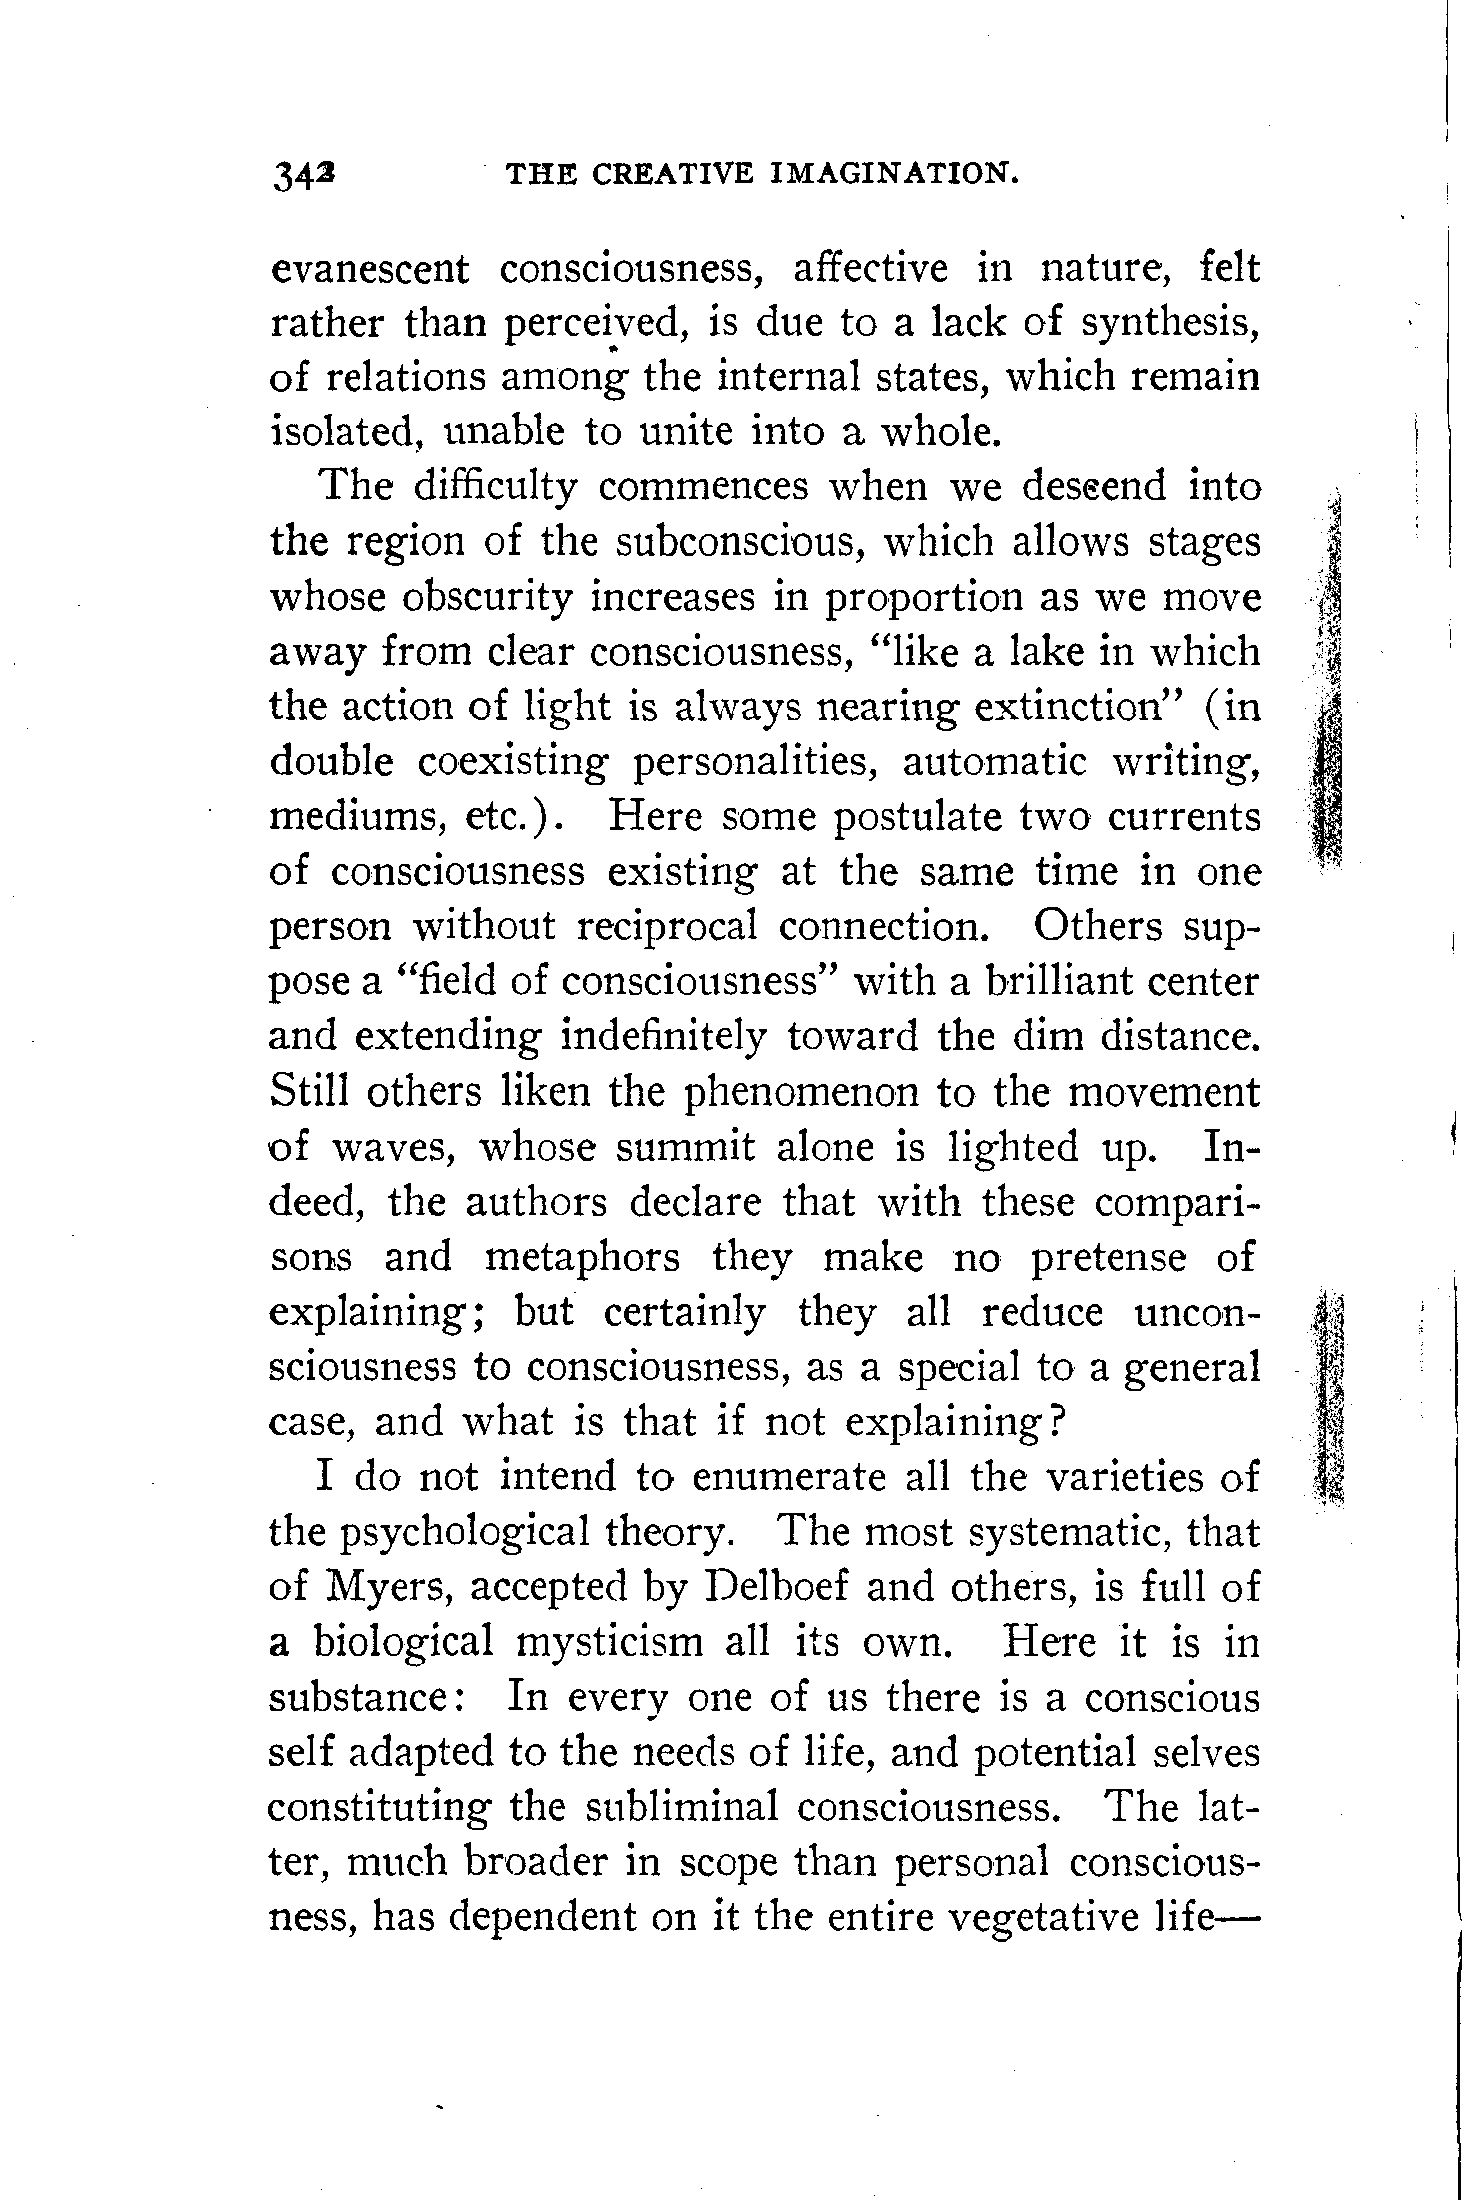 342 THE CREATIVE IMAGINATION.
evanescent consciousness, affective in nature, felt
rather than perceived, is due to a lack of synthesis,
of relations among the internal states, which remain
isolated, unable to unite into a whole.
The difficulty commences when we descend into
the region of the subconscious, which allows stages
whose obscurity increases in proportion as we move
away from clear consciousness, “like a lake in which
the action of light is always nearing extinction” (in
double coexisting personalities, automatic writing,
mediums, etc.). Here some postulate two currents
of consciousness existing at the same time in one
person without reciprocal connection. Others sup-
pose a “field of consciousness” with a brilliant center
and extending indefinitely toward the dim distance.
Still others liken the phenomenon to the movement
of waves, whose summit alone is lighted up. In-
deed, the authors declare that with these compari-
sons and metaphors they make no pretense of
explaining; but certainly they all reduce uncon-
sciousness to consciousness, as a special to a general
case, and what is that if not explaining?
I do not intend to enumerate all the varieties of
the psychological theory. The most systematic, that
of Myers, accepted by Delboef and others, is full of
a biological mysticism all its own. Here it is in
substance: In every one of us there is a conscious
self adapted to the needs of life, and potential selves
constituting the subliminal consciousness. The lat-
ter, much broader in scope than personal conscious-
ness, has dependent on it the entire vegetative life—